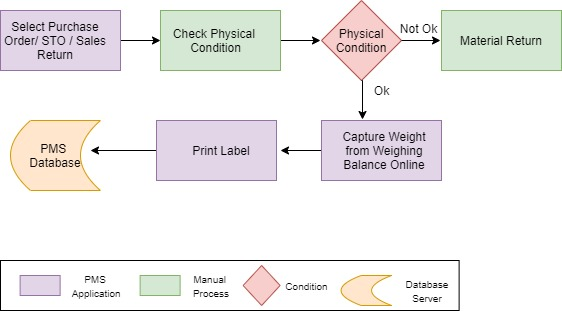 Select Purchase
Order/ STO / Sales
Return
Check Physical
Condition
Physical
Condition
Not Ok
Material Return
Ok
PMS
Database
Print Label
Capture Weight
from Weighing
Balance Online
PMS
Application
Manual
Process
Condition
Database
Server